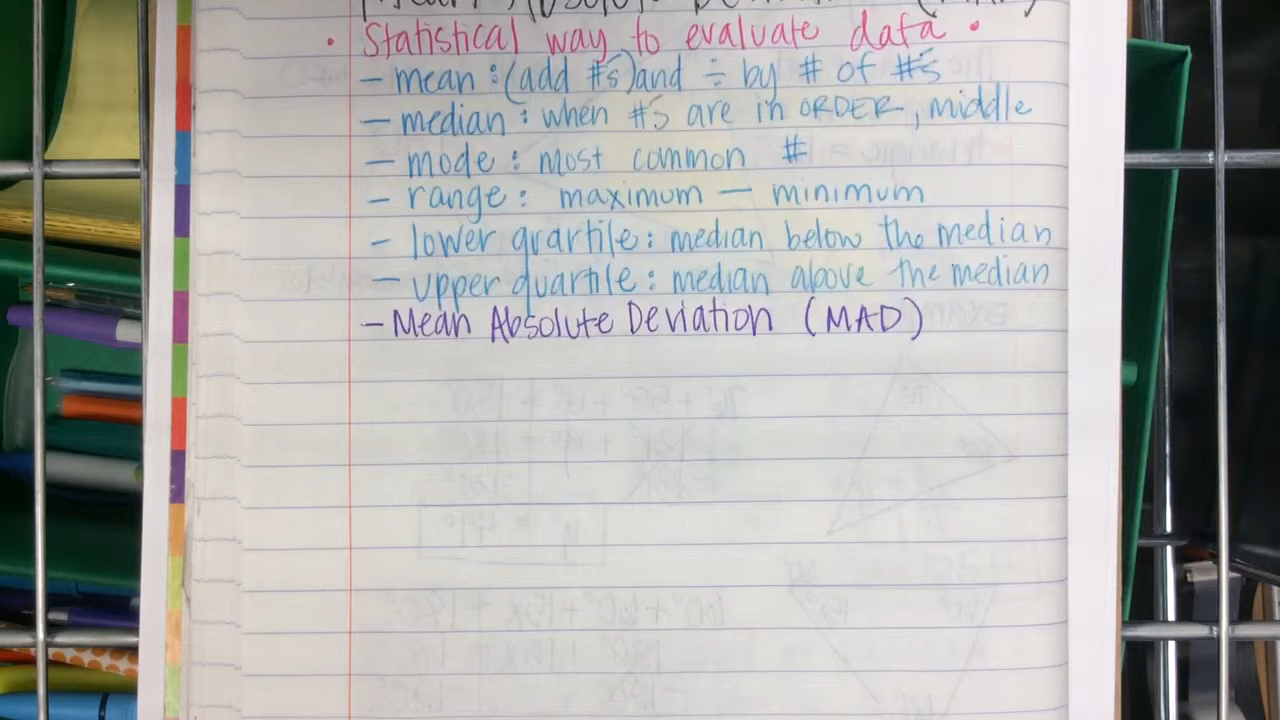 • Statistical way to evaluate data •
- mean : (add #'s) and ÷ by # of #'s
- median : when #'s are in ORDER, middle
- mode : most common #
- range : maximum - minimum
- lower quartile : median below the median
- upper quartile : median above the median
- Mean Absolute Deviation (MAD)